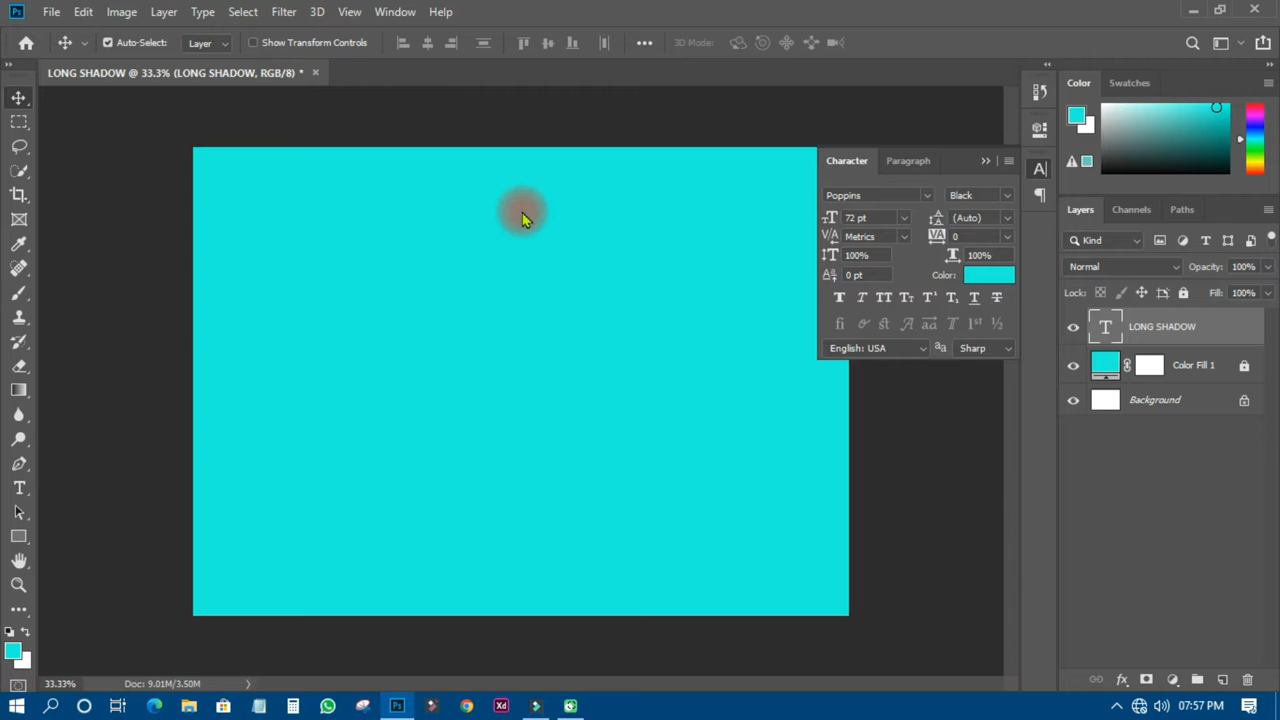 Ps File Edit Image Layer Type Select Filter 3D View Window Help
Auto-Select: Layer Show Transform Controls 3D Mode:
LONG SHADOW @ 33.3% (LONG SHADOW, RGB/8) *
Color Swatches
Character Paragraph
Poppins Black
72 pt (Auto)
Metrics 0
100% 100%
0 pt Color:
English: USA Sharp
Layers Channels Paths
Kind
Normal Opacity: 100%
Lock: Fill: 100%
LONG SHADOW
Color Fill 1
Background
33.33% Doc: 9.01M/3.50M
07:57 PM